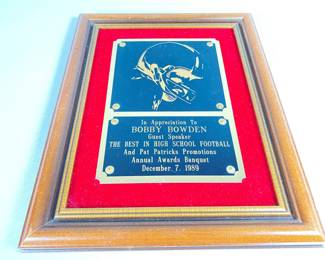 In Appreciation To
BOBBY BOWDEN
Guest Speaker
THE BEST IN HIGH SCHOOL FOOTBALL
And Pat Patricks Promotions
Annual Awards Banquet
December 7, 1989